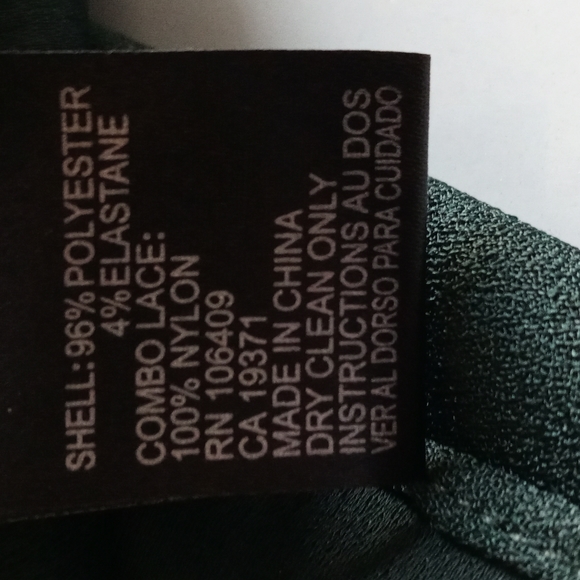 SHELL: 96% POLYESTER
4% ELASTANE
COMBO LACE:
100% NYLON
RN 106409
CA 19371
MADE IN CHINA
DRY CLEAN ONLY
INSTRUCTIONS AU DOS
VER AL DORSO PARA CUIDADO